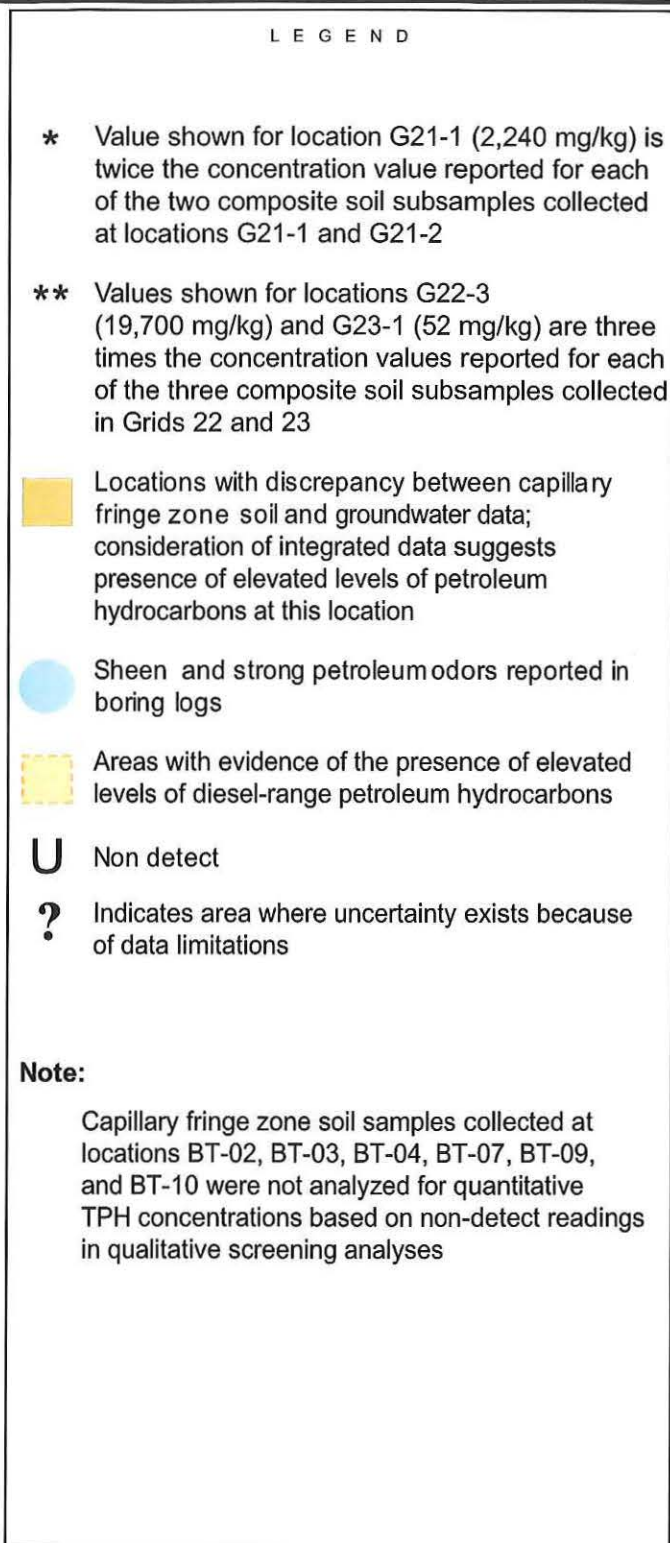 LEGEND
* Value shown for location G21-1 (2,240 mg/kg) is
twice the concentration value reported for each
of the two composite soil subsamples collected
at locations G21-1 and G21-2
** Values shown for locations G22-3
(19,700 mg/kg) and G23-1 (52 mg/kg) are three
times the concentration values reported for each
of the three composite soil subsamples collected
in Grids 22 and 23
Locations with discrepancy between capillary
fringe zone soil and groundwater data;
consideration of integrated data suggests
presence of elevated levels of petroleum
hydrocarbons at this location
Sheen and strong petroleum odors reported in
boring logs
Areas with evidence of the presence of elevated
levels of diesel-range petroleum hydrocarbons
U Non detect
? Indicates area where uncertainty exists because
of data limitations
Note:
Capillary fringe zone soil samples collected at
locations BT-02, BT-03, BT-04, BT-07, BT-09,
and BT-10 were not analyzed for quantitative
TPH concentrations based on non-detect readings
in qualitative screening analyses